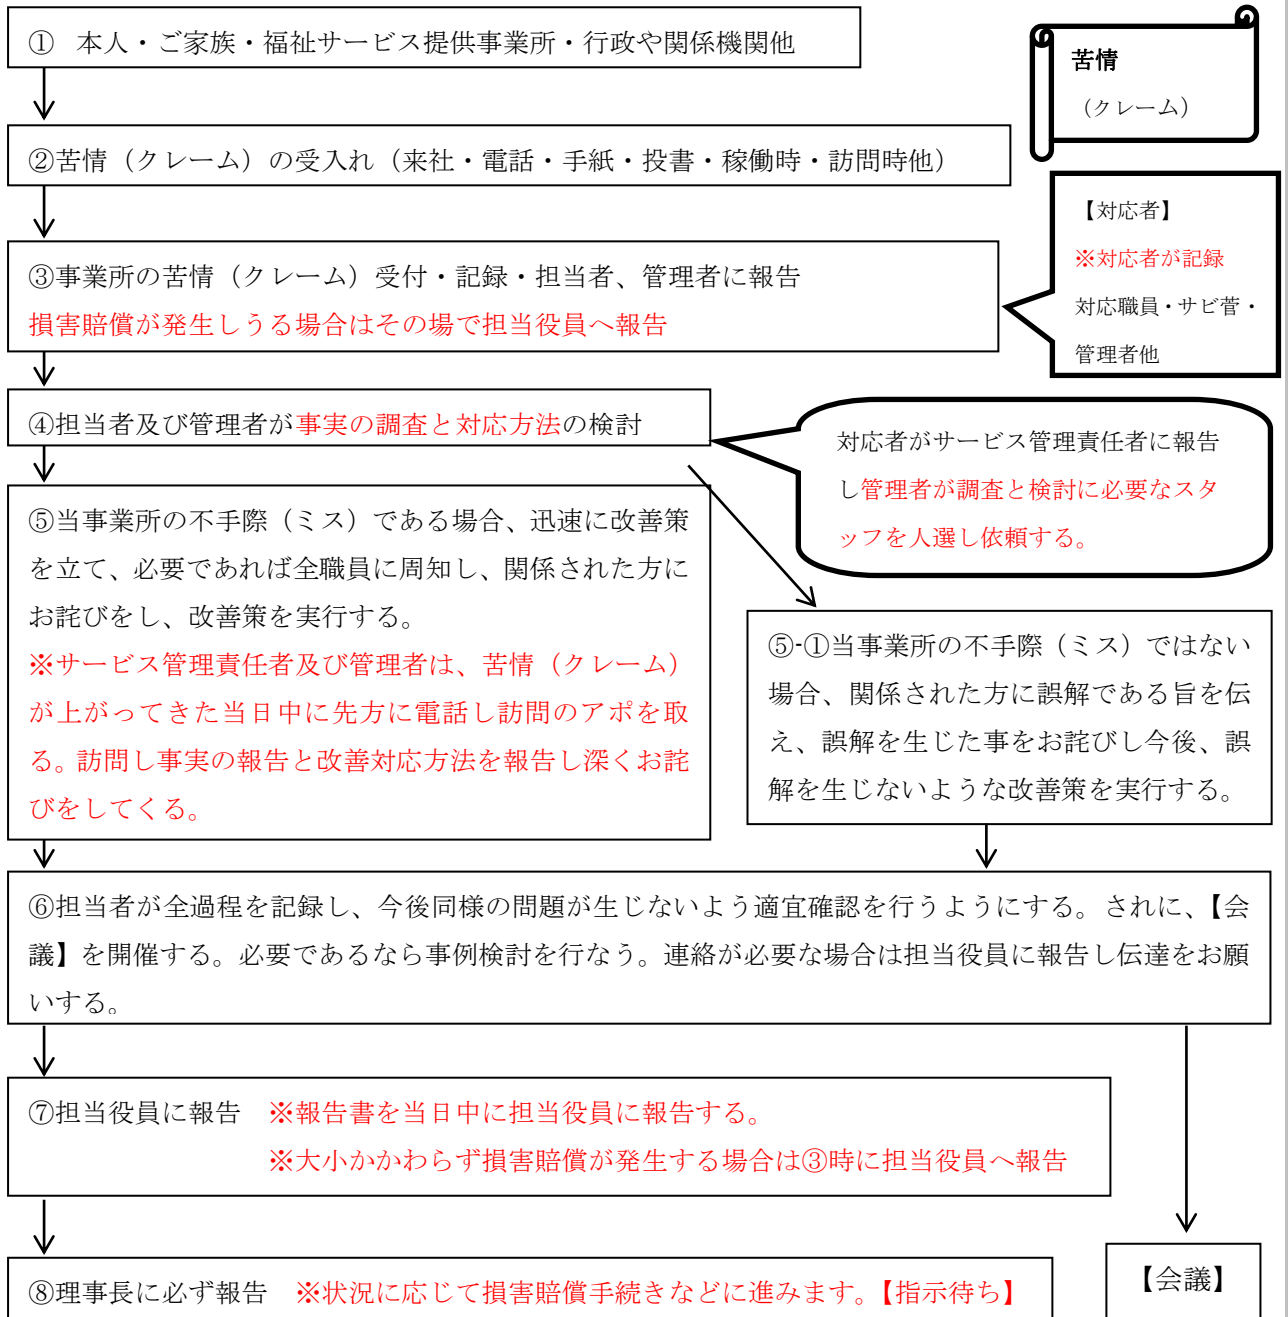 ① 本人・ご家族・福祉サービス提供事業所・行政や関係機関他
苦情
（クレーム）
②苦情（クレーム）の受入れ（来社・電話・手紙・投書・稼働時・訪問時他）
【対応者】
※対応者が記録
対応職員・サビ菅・
管理者他
③事業所の苦情（クレーム）受付・記録・担当者、管理者に報告
損害賠償が発生しうる場合はその場で担当役員へ報告
④担当者及び管理者が事実の調査と対応方法の検討
対応者がサービス管理責任者に報告
し管理者が調査と検討に必要なスタ
ッフを人選し依頼する。
⑤当事業所の不手際（ミス）である場合、迅速に改善策
を立て、必要であれば全職員に周知し、関係された方に
お詫びをし、改善策を実行する。
※サービス管理責任者及び管理者は、苦情（クレーム）
が上がってきた当日中に先方に電話し訪問のアポを取
る。訪問し事実の報告と改善対応方法を報告し深くお詫
びをしてくる。
⑤-①当事業所の不手際（ミス）ではない
場合、関係された方に誤解である旨を伝
え、誤解を生じた事をお詫びし今後、誤
解を生じないような改善策を実行する。
⑥担当者が全過程を記録し、今後同様の問題が生じないよう適宜確認を行うようにする。されに、【会
議】を開催する。必要であるなら事例検討を行なう。連絡が必要な場合は担当役員に報告し伝達をお願
いする。
⑦担当役員に報告 ※報告書を当日中に担当役員に報告する。
※大小かかわらず損害賠償が発生する場合は③時に担当役員へ報告
⑧理事長に必ず報告 ※状況に応じて損害賠償手続きなどに進みます。【指示待ち】
【会議】